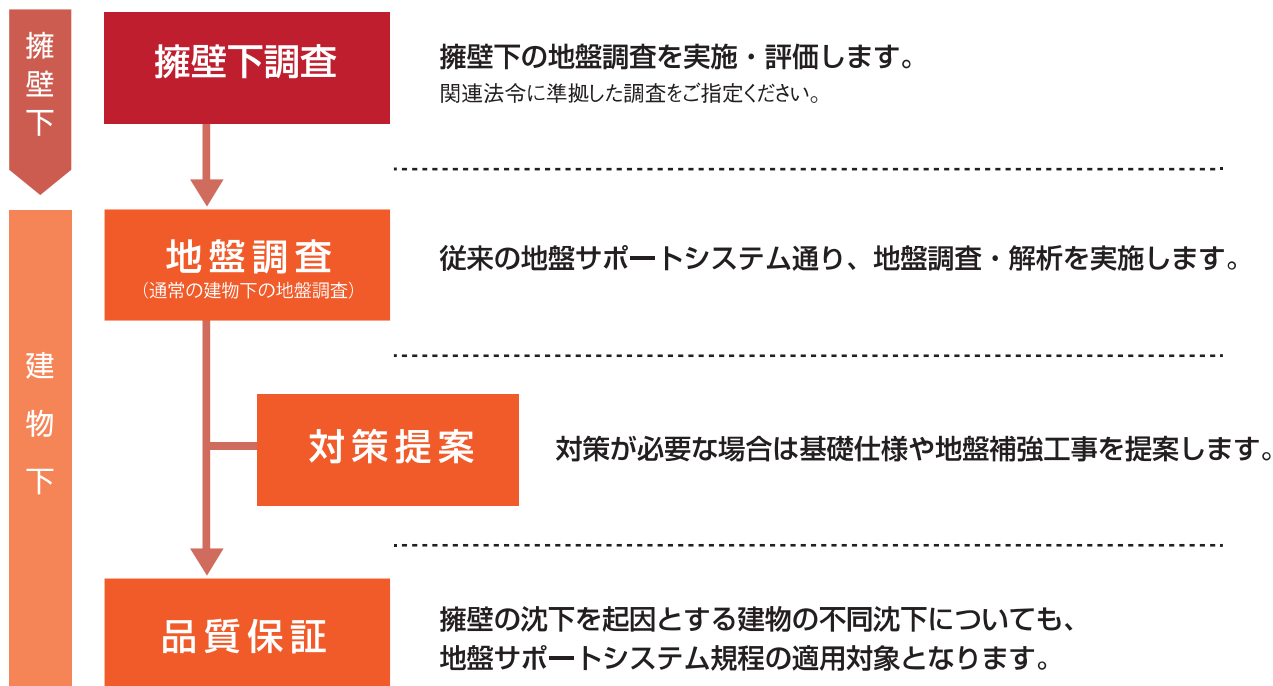 擁壁下
擁壁下調査
擁壁下の地盤調査を実施・評価します。
関連法令に準拠した調査をご指定ください。
建物下
地盤調査
（通常の建物下の地盤調査）
従来の地盤サポートシステム通り、地盤調査・解析を実施します。
対策提案
対策が必要な場合は基礎仕様や地盤補強工事を提案します。
品質保証
擁壁の沈下を起因とする建物の不同沈下についても、
地盤サポートシステム規程の適用対象となります。